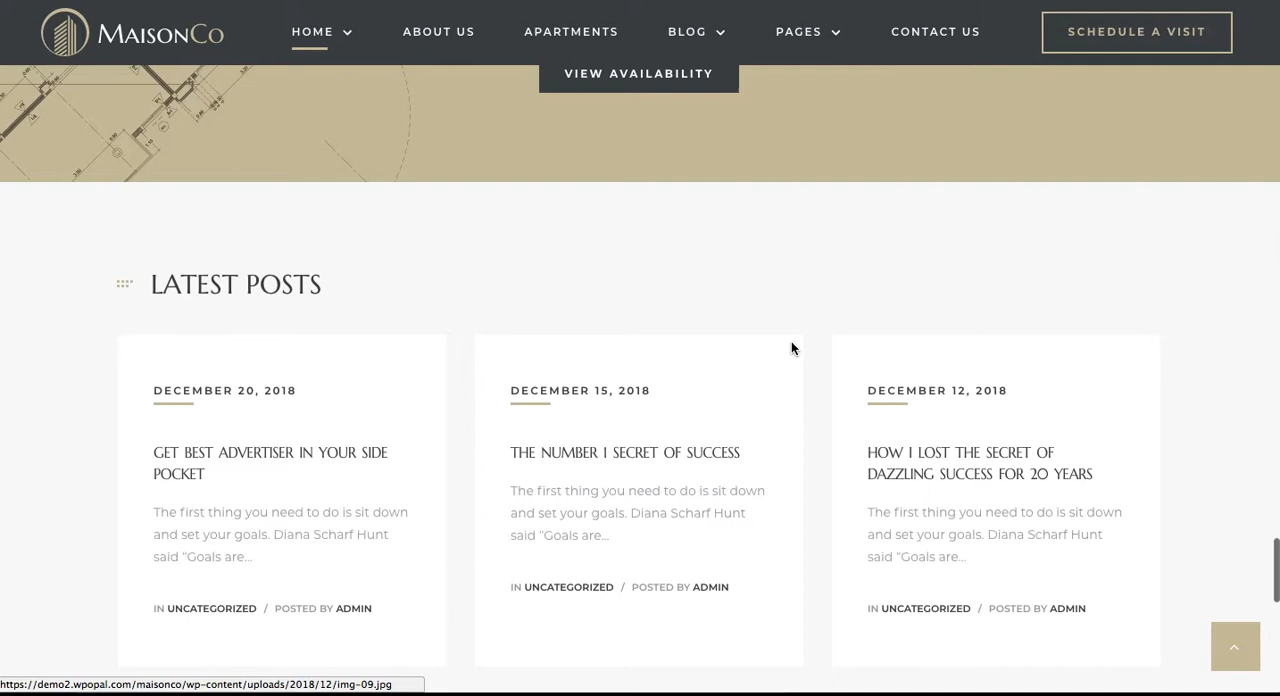 MAISONCO
HOME
ABOUT US
APARTMENTS
BLOG
PAGES
CONTACT US
SCHEDULE A VISIT
VIEW AVAILABILITY
LATEST POSTS
DECEMBER 20, 2018
GET BEST ADVERTISER IN YOUR SIDE
POCKET
The first thing you need to do is sit down
and set your goals. Diana Scharf Hunt
said “Goals are...
IN UNCATEGORIZED / POSTED BY ADMIN
DECEMBER 15, 2018
THE NUMBER 1 SECRET OF SUCCESS
The first thing you need to do is sit down
and set your goals. Diana Scharf Hunt
said “Goals are...
IN UNCATEGORIZED / POSTED BY ADMIN
DECEMBER 12, 2018
HOW I LOST THE SECRET OF
DAZZLING SUCCESS FOR 20 YEARS
The first thing you need to do is sit down
and set your goals. Diana Scharf Hunt
said “Goals are...
IN UNCATEGORIZED / POSTED BY ADMIN
https://demo2.wpopal.com/maisonco/wp-content/uploads/2018/12/img-09.jpg